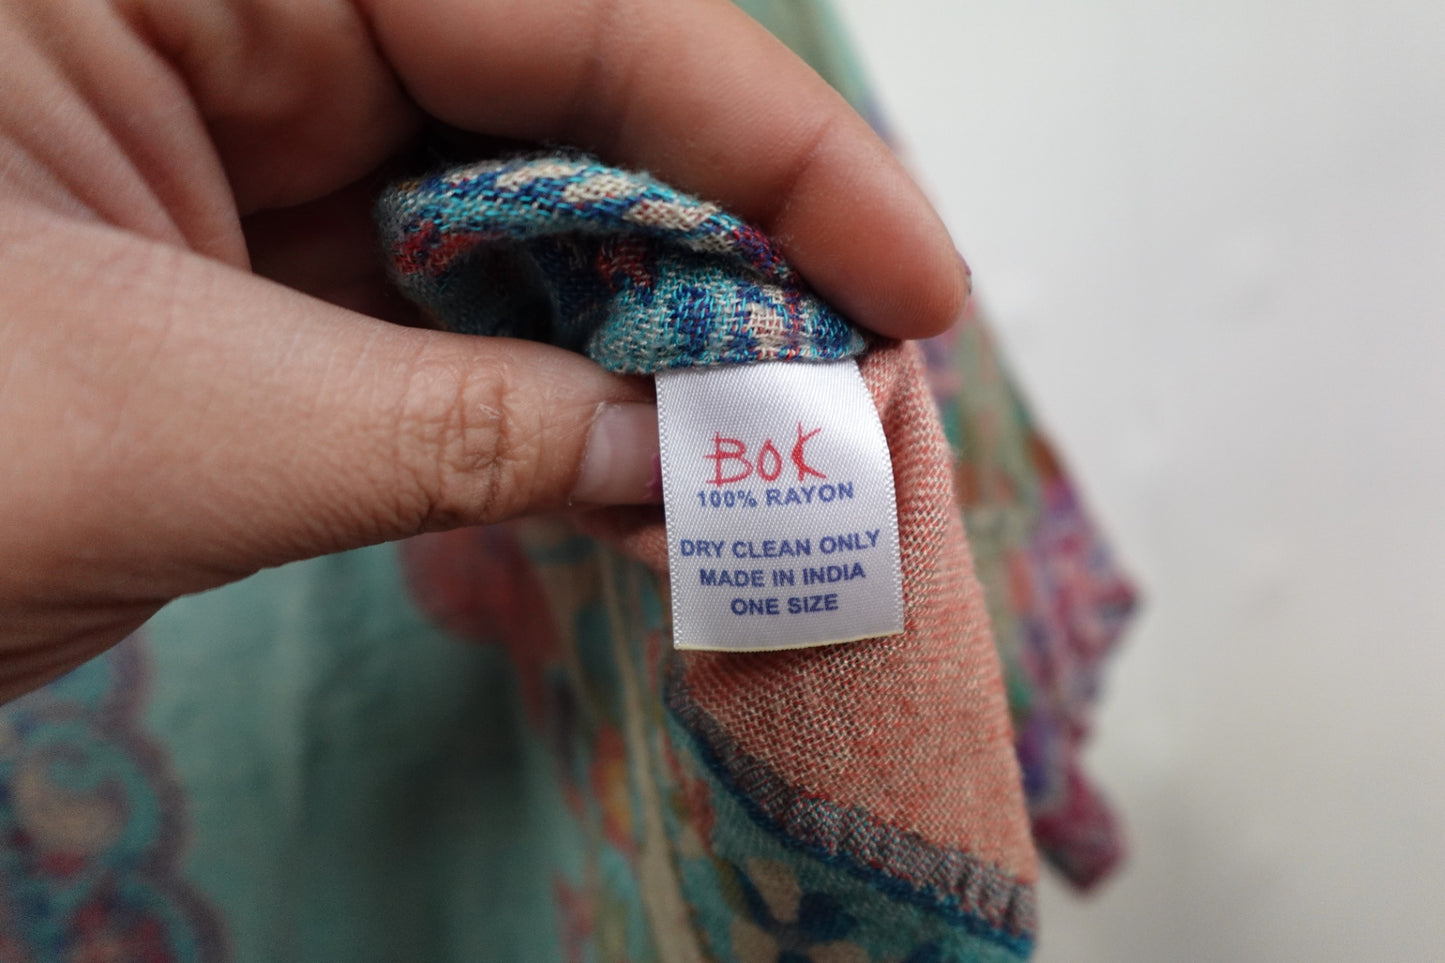 BOK
100% RAYON
DRY CLEAN ONLY
MADE IN INDIA
ONE SIZE